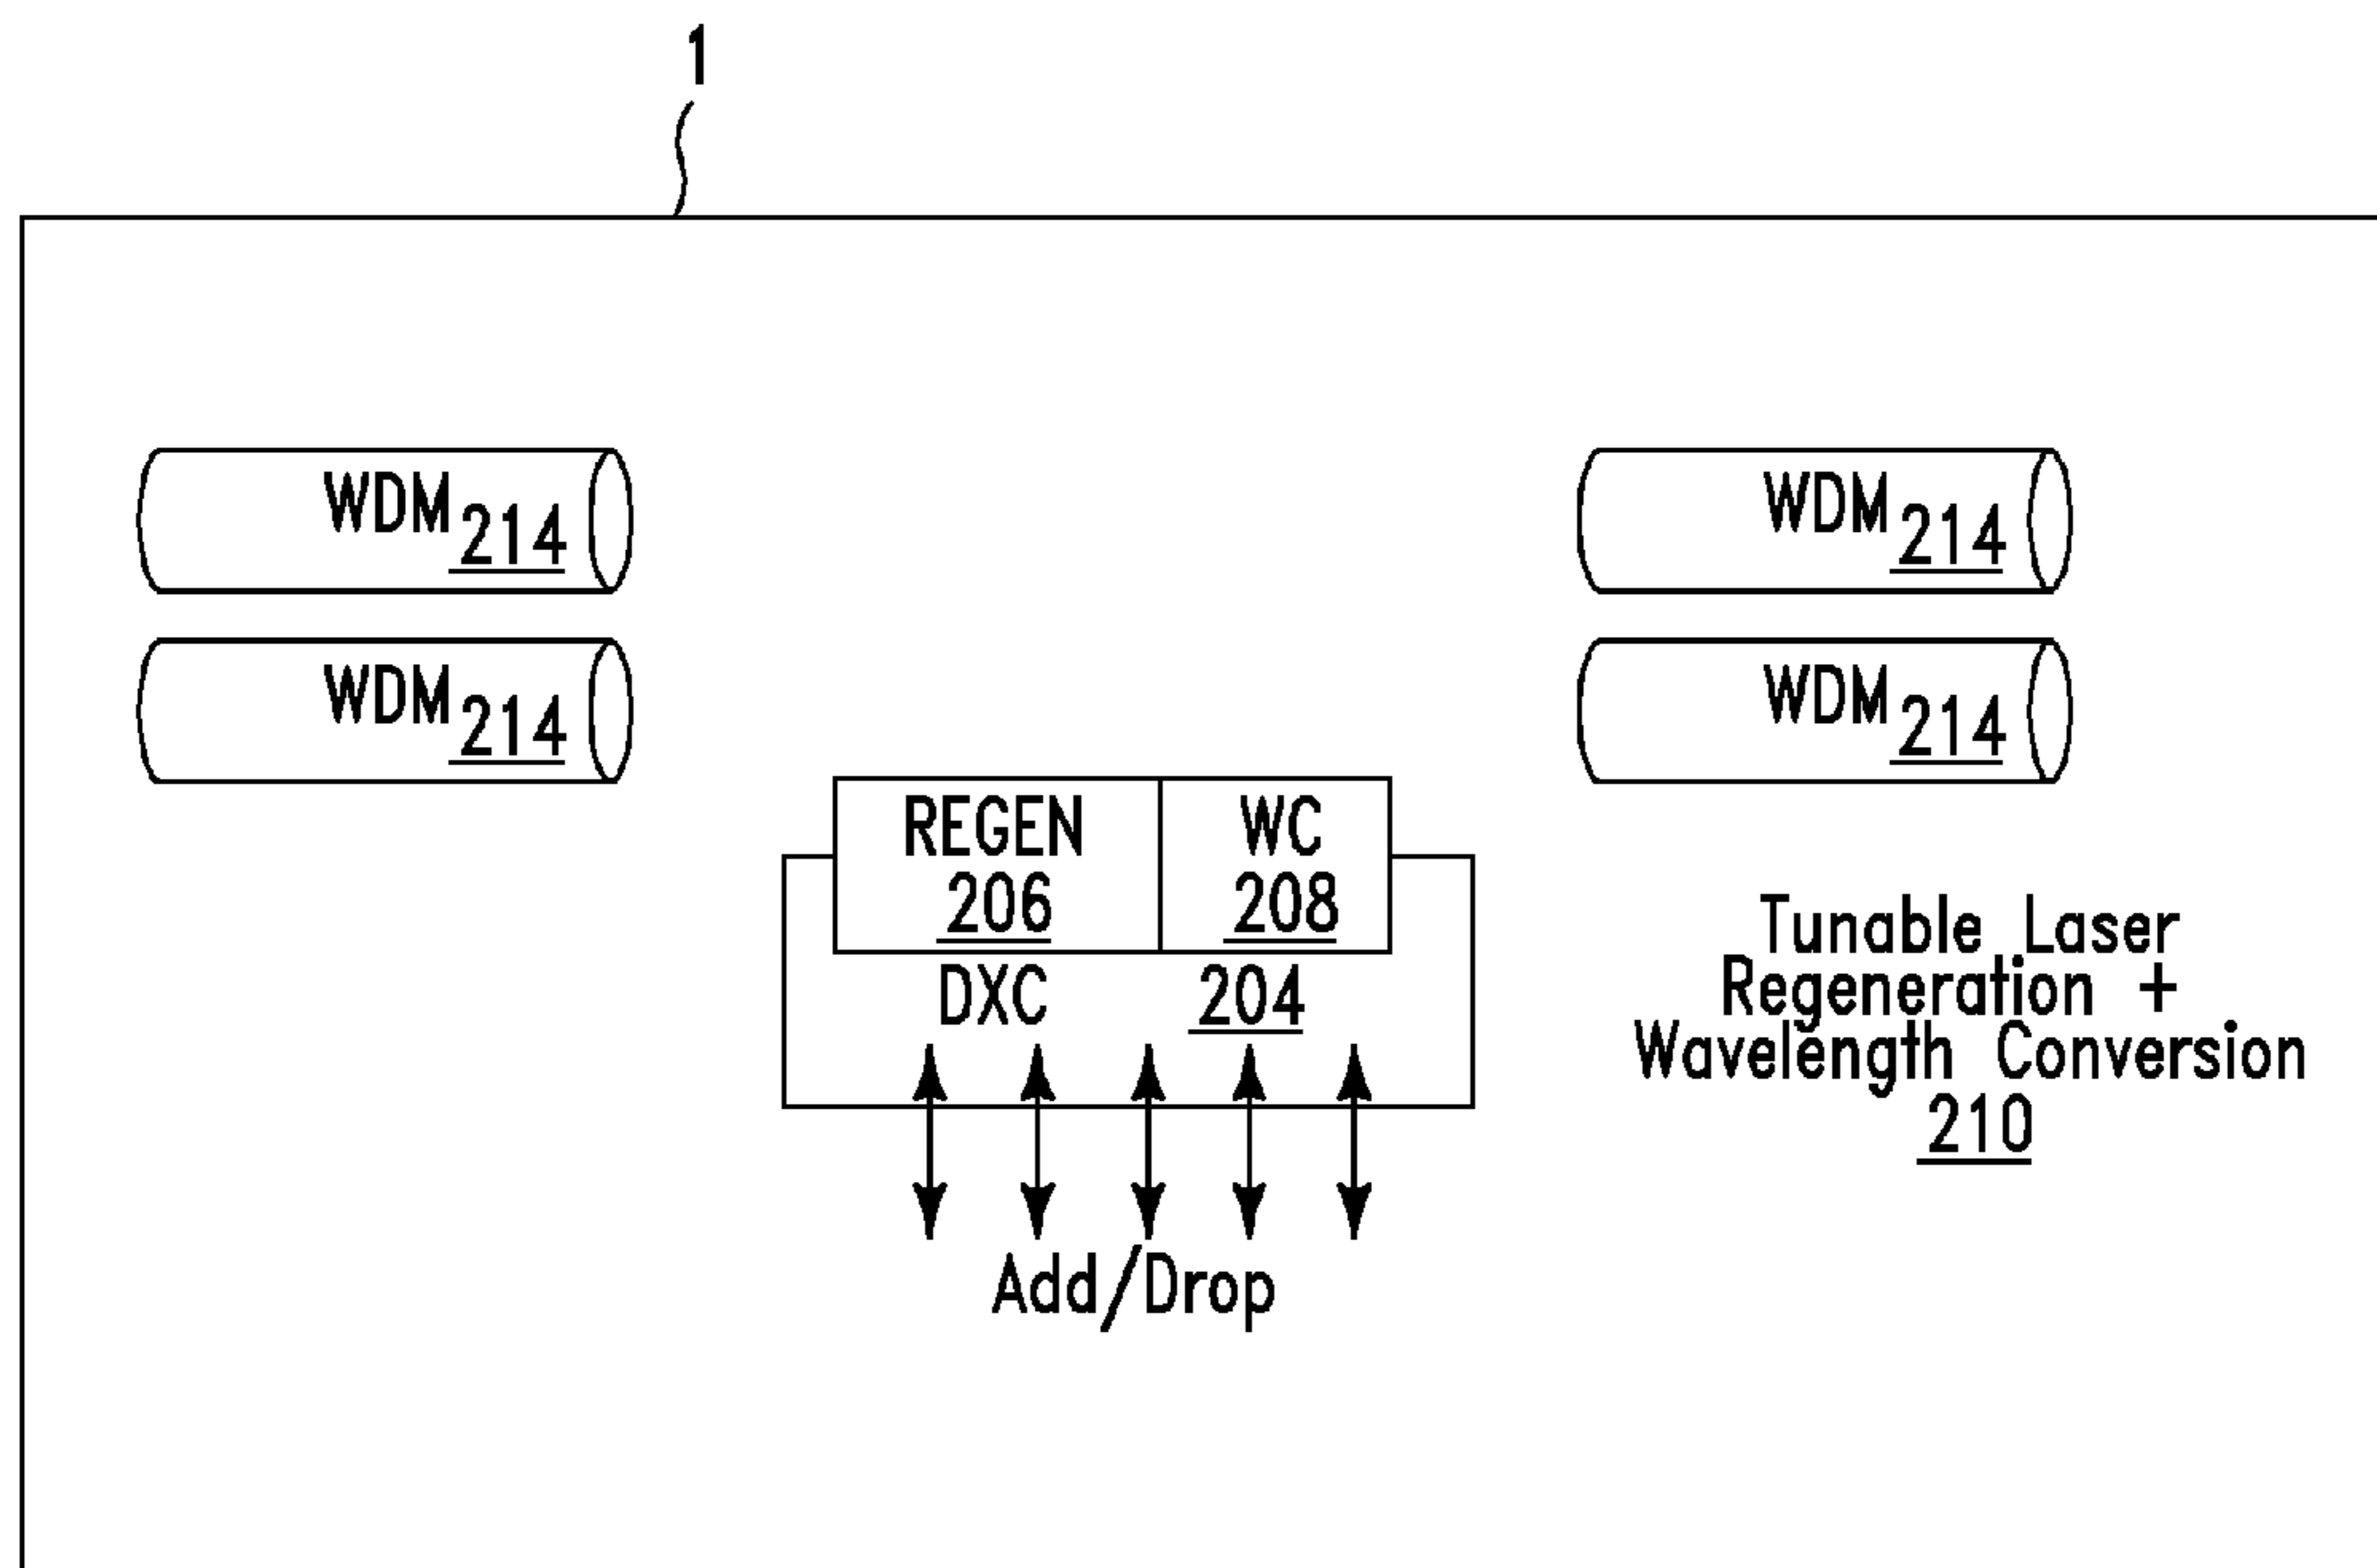 1
WDM 214
WDM 214
WDM 214
WDM 214
REGEN 206
WC 208
DXC 204
Add/Drop
Tunable Laser
Regeneration +
Wavelength Conversion
210